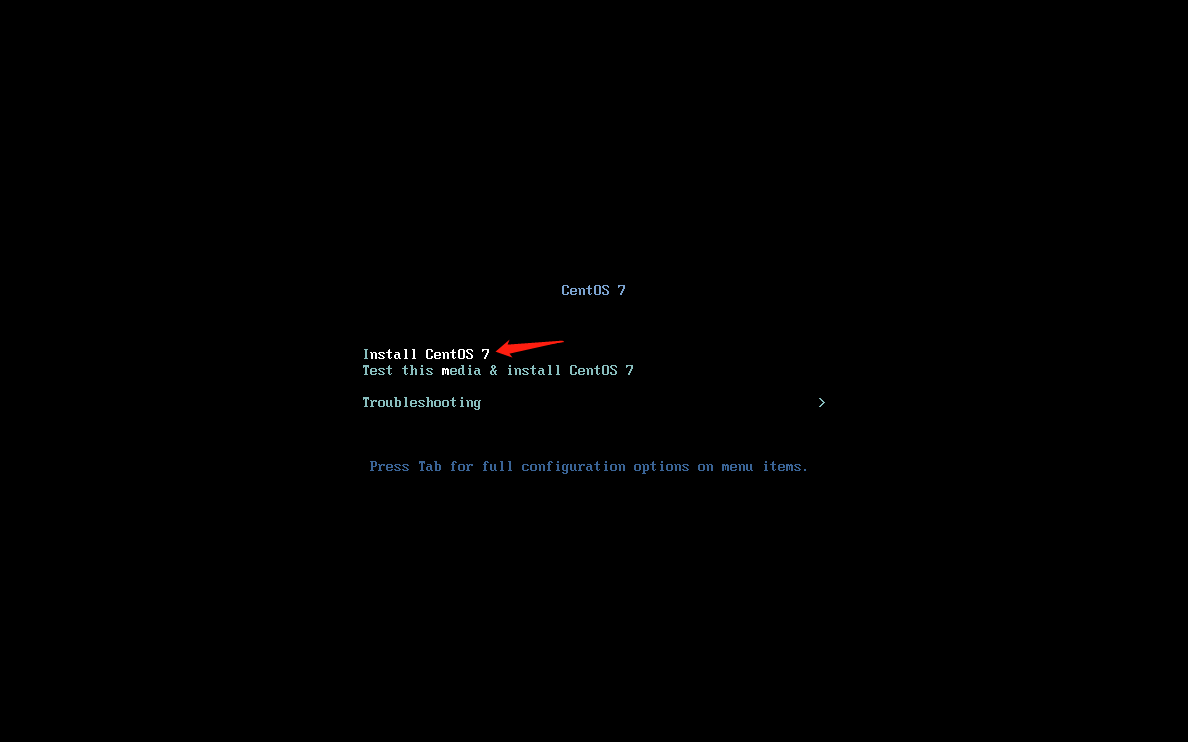 CentOS 7
Install CentOS 7
Test this media & install CentOS 7
Troubleshooting >
Press Tab for full configuration options on menu items.